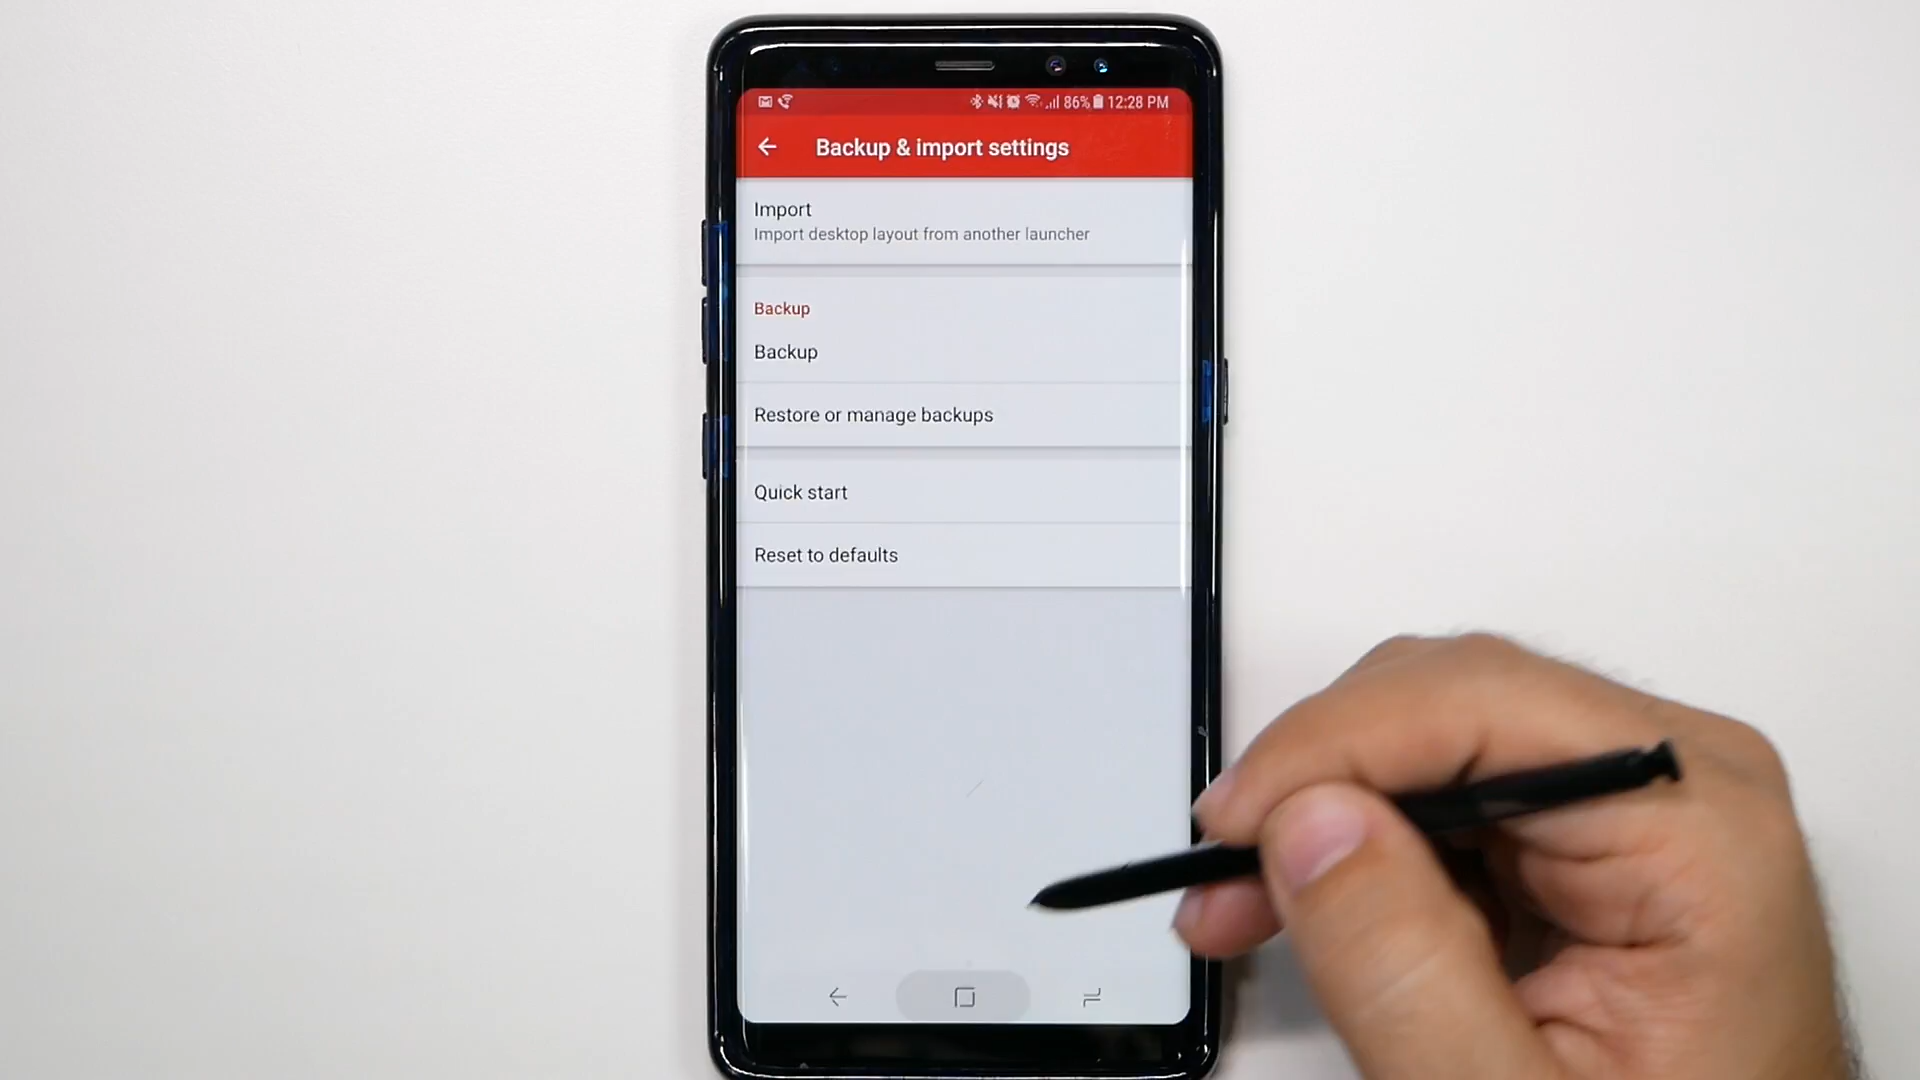 86% 12:28 PM
Backup & import settings
Import
Import desktop layout from another launcher
Backup
Backup
Restore or manage backups
Quick start
Reset to defaults